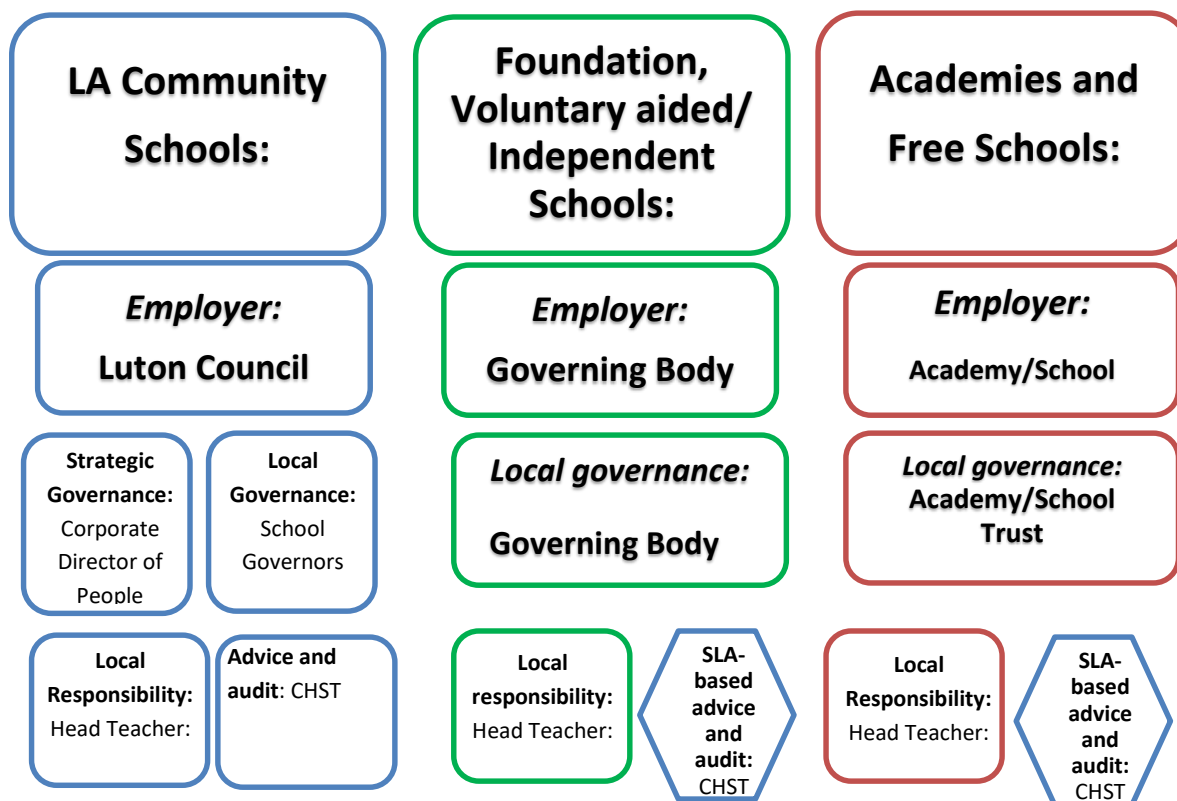 LA Community
Schools:
Foundation,
Voluntary aided/
Independent
Schools:
Academies and
Free Schools:
Employer:
Luton Council
Employer:
Governing Body
Employer:
Academy/School
Strategic
Governance:
Corporate
Director of
People
Local
Governance:
School
Governors
Local governance:
Governing Body
Local governance:
Academy/School
Trust
Local
Responsibility:
Head Teacher:
Advice and
audit: CHST
Local
responsibility:
Head Teacher:
SLA-
based
advice
and
audit:
CHST
Local
Responsibility:
Head Teacher:
SLA-
based
advice
and
audit:
CHST